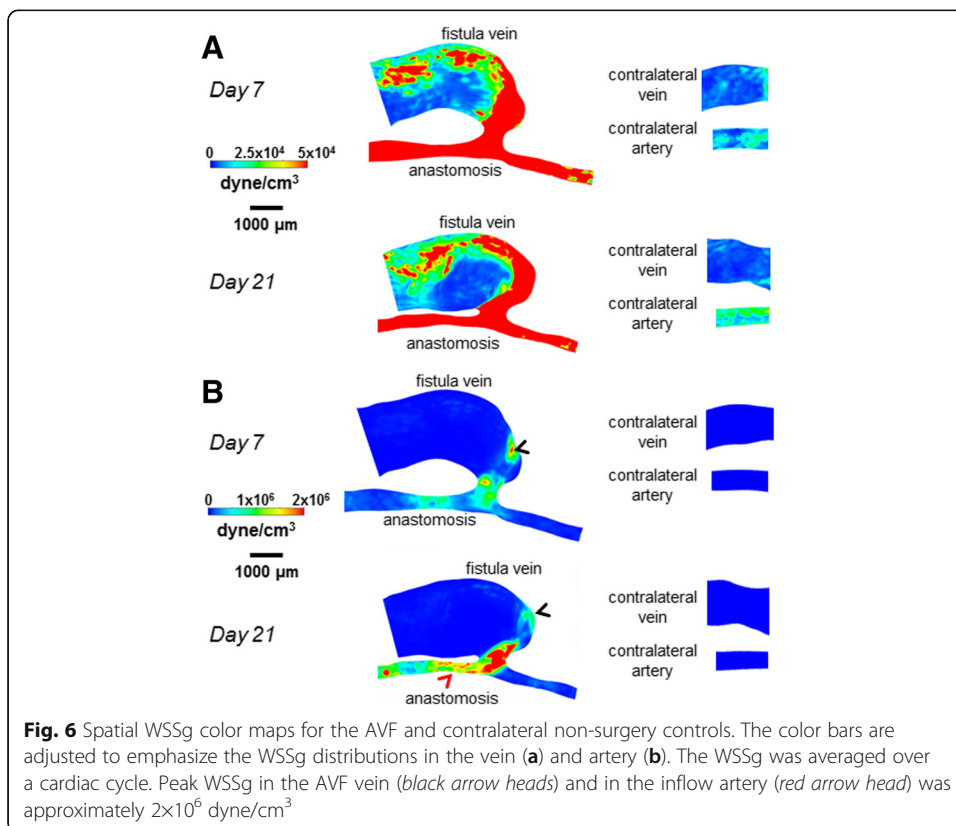 A
fistula vein
Day 7
contralateral
vein
contralateral
artery
0 2.5x10⁴ 5x10⁴
dyne/cm³
1000 µm
anastomosis
fistula vein
Day 21
contralateral
vein
contralateral
artery
anastomosis
B
fistula vein
Day 7
contralateral
vein
contralateral
artery
0 1x10⁶ 2x10⁶
dyne/cm³
1000 µm
anastomosis
fistula vein
Day 21
contralateral
vein
contralateral
artery
anastomosis
Fig. 6 Spatial WSSg color maps for the AVF and contralateral non-surgery controls. The color bars are
adjusted to emphasize the WSSg distributions in the vein (a) and artery (b). The WSSg was averaged over
a cardiac cycle. Peak WSSg in the AVF vein (black arrow heads) and in the inflow artery (red arrow head) was
approximately 2×10⁶ dyne/cm³